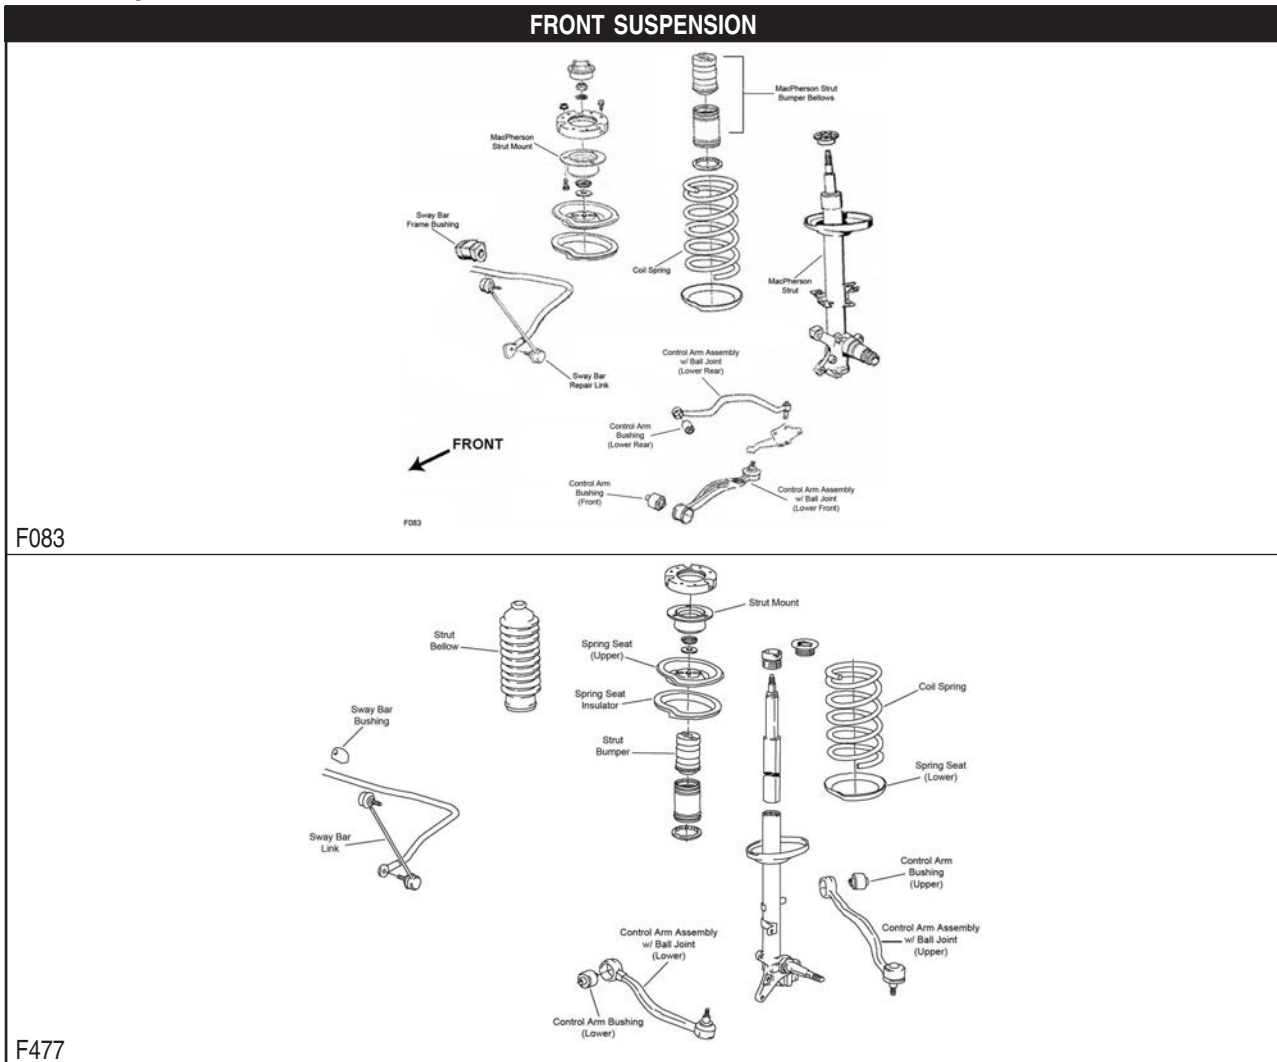 FRONT SUSPENSION
MacPherson Strut
Bumper Bellows
MacPherson
Strut Mount
Sway Bar
Frame Bushing
Coil Spring
MacPherson
Strut
Sway Bar
Repair Link
Control Arm Assembly
w/ Ball Joint
(Lower Rear)
Control Arm
Bushing
(Lower Rear)
FRONT
Control Arm
Bushing
(Front)
Control Arm Assembly
w/ Ball Joint
(Lower Front)
F083
F083
Strut Mount
Strut
Bellow
Spring Seat
(Upper)
Spring Seat
Insulator
Coil Spring
Sway Bar
Bushing
Strut
Bumper
Spring Seat
(Lower)
Sway Bar
Link
Control Arm
Bushing
(Upper)
Control Arm Assembly
w/ Ball Joint
(Lower)
Control Arm Assembly
w/ Ball Joint
(Upper)
Control Arm Bushing
(Lower)
F477